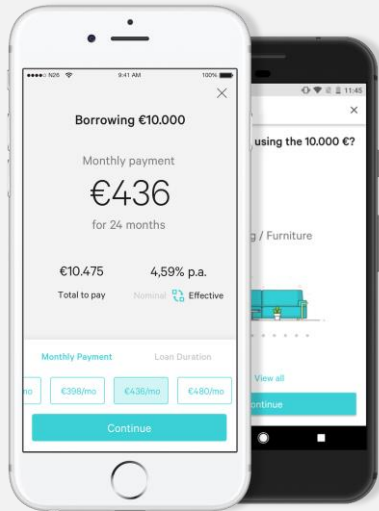 N26 9:41 AM 100%
Borrowing €10.000
Monthly payment
€436
for 24 months
€10.475 4,59% p.a.
Total to pay Nominal Effective
Monthly Payment Loan Duration
€398/mo €436/mo €480/mo
Continue
11:45
using the 10.000 €?
/ Furniture
View all